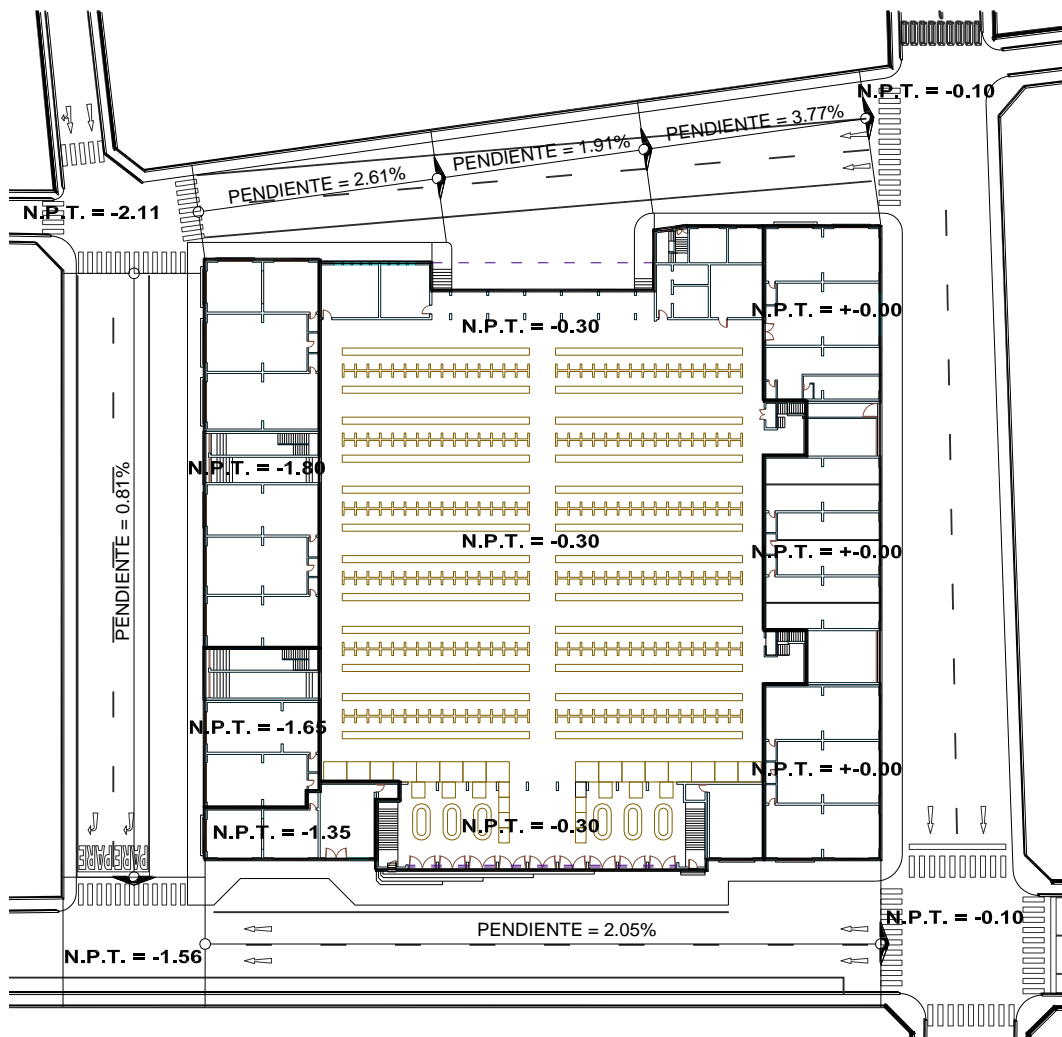 N.P.T. = -0.10
PENDIENTE = 3.77%
PENDIENTE = 1.91%
PENDIENTE = 2.61%
N.P.T. = -2.11
N.P.T. = -0.30
N.P.T. = +-0.00
N.P.T. = -1.80
PENDIENTE = 0.81%
N.P.T. = -0.30
N.P.T. = +-0.00
N.P.T. = -1.65
N.P.T. = +-0.00
N.P.T. = -1.35
N.P.T. = -0.30
PARE PARE
N.P.T. = -0.10
PENDIENTE = 2.05%
N.P.T. = -1.56